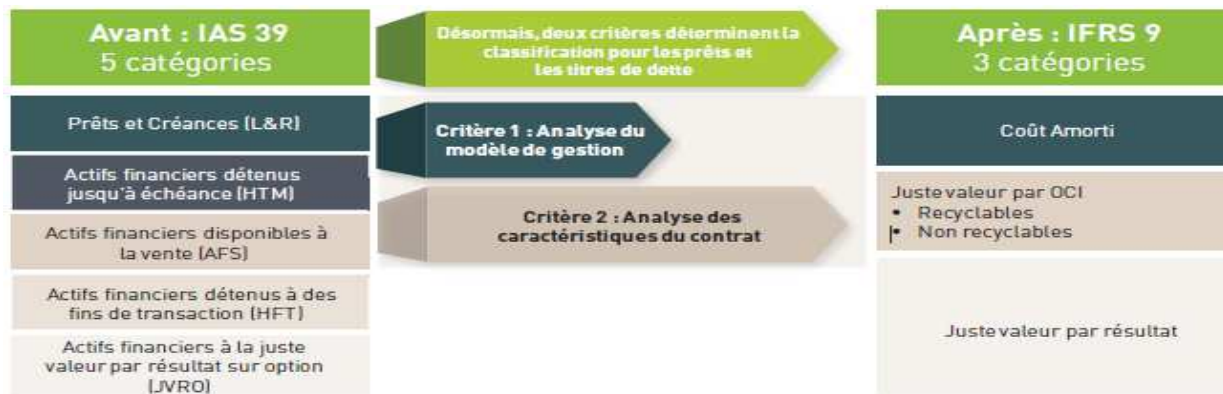 Avant : IAS 39
5 catégories
Désormais, deux critères déterminent la
classification pour les prêts et
les titres de dette
Après : IFRS 9
3 catégories
Prêts et Créances (L&R)
Actifs financiers détenus
jusqu'à échéance (HTM)
Actifs financiers disponibles à
la vente (AFS)
Actifs financiers détenus à des
fins de transaction (HFT)
Actifs financiers à la juste
valeur par résultat sur option
(JVRO)
Critère 1 : Analyse du
modèle de gestion
Critère 2 : Analyse des
caractéristiques du contrat
Coût Amorti
Juste valeur par OCI
• Recyclables
• Non recyclables
Juste valeur par résultat